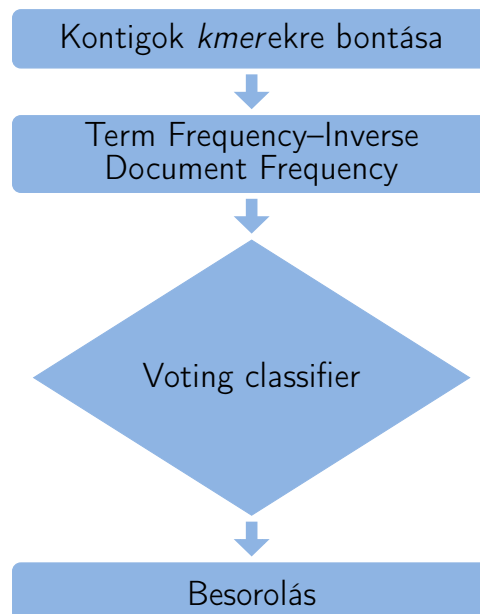 Kontigok kmerekre bontása
Term Frequency–Inverse
Document Frequency
Voting classifier
Besorolás